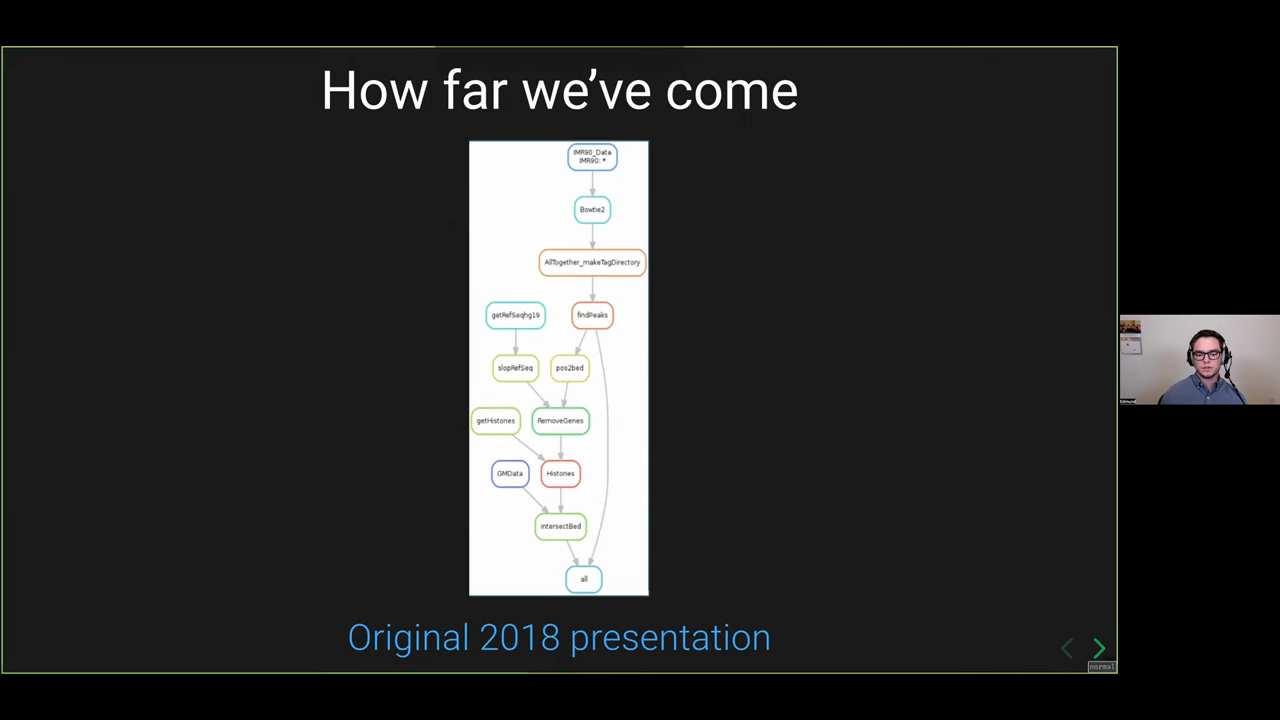 How far we've come
IMR90_Data
IMR90: *
Bowtie2
AllTogether_makeTagDirectory
getRefSeqhg19
findPeaks
slopRefSeq
pos2bed
getHistones
RemoveGenes
GMData
Histones
intersectBed
all
Original 2018 presentation
normal
Edmund